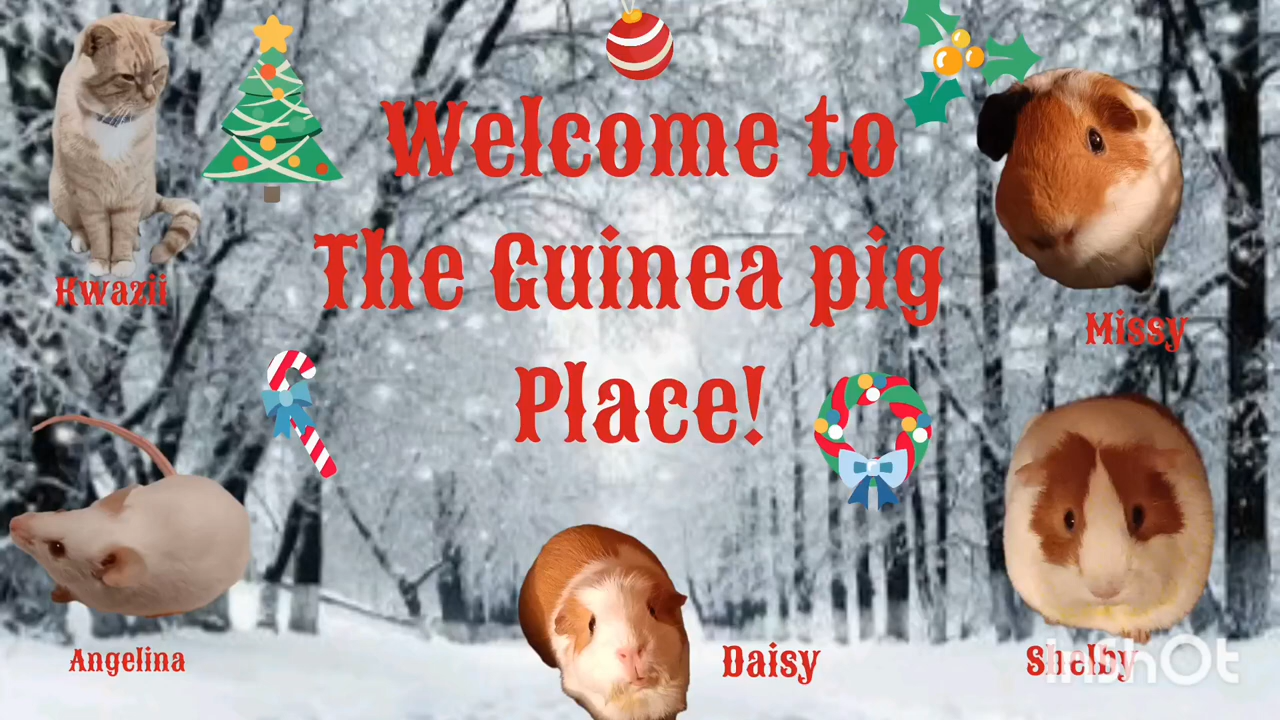 Welcome to
The Guinea pig
Place!
Kwazii
Missy
Angelina
Daisy
Shelby
InShOt